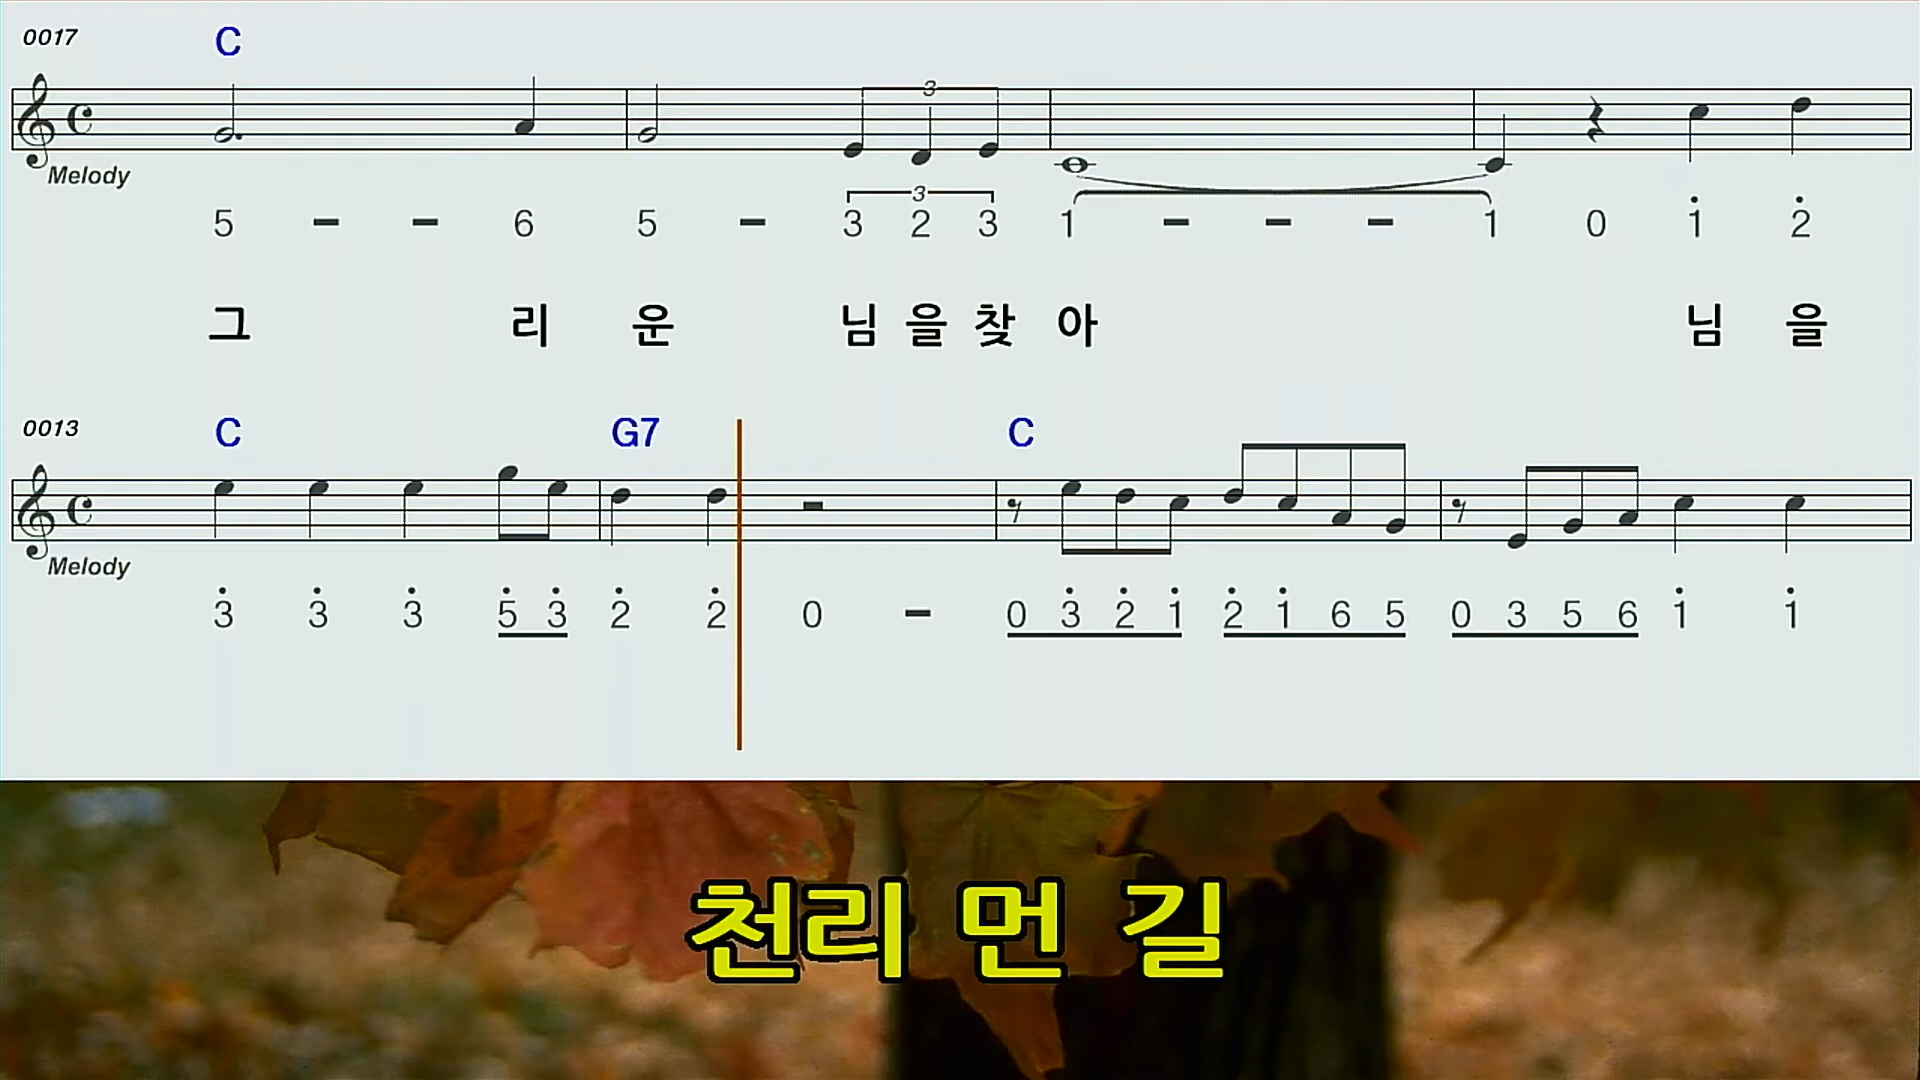 0017 C
3
Melody
3
5 - - 6 5 - 3 2 3 1 - - - 1 0 1 2
그 리 운 님 을 찾 아 님 을
0013 C G7 C
Melody
3 3 3 5 3 2 2 0 - 0 3 2 1 2 1 6 5 0 3 5 6 1 1
천리 먼 길